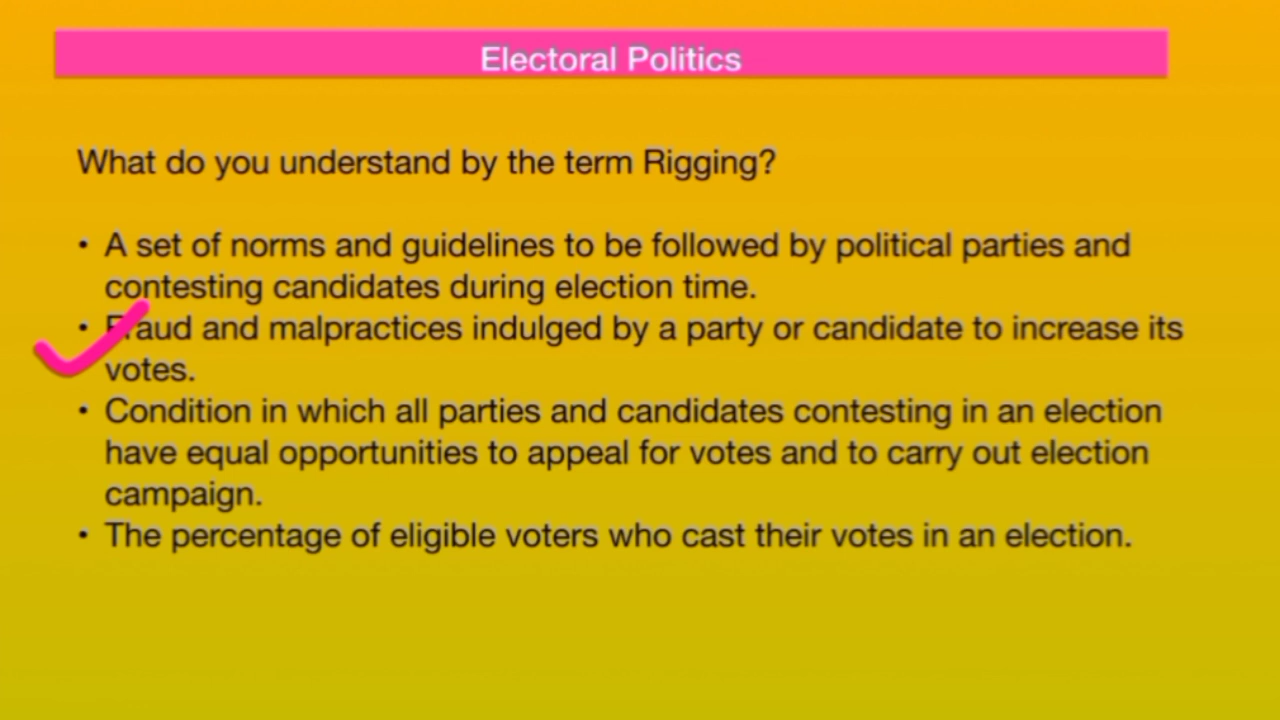 Electoral Politics
What do you understand by the term Rigging?
• A set of norms and guidelines to be followed by political parties and
contesting candidates during election time.
• Fraud and malpractices indulged by a party or candidate to increase its
votes.
• Condition in which all parties and candidates contesting in an election
have equal opportunities to appeal for votes and to carry out election
campaign.
• The percentage of eligible voters who cast their votes in an election.